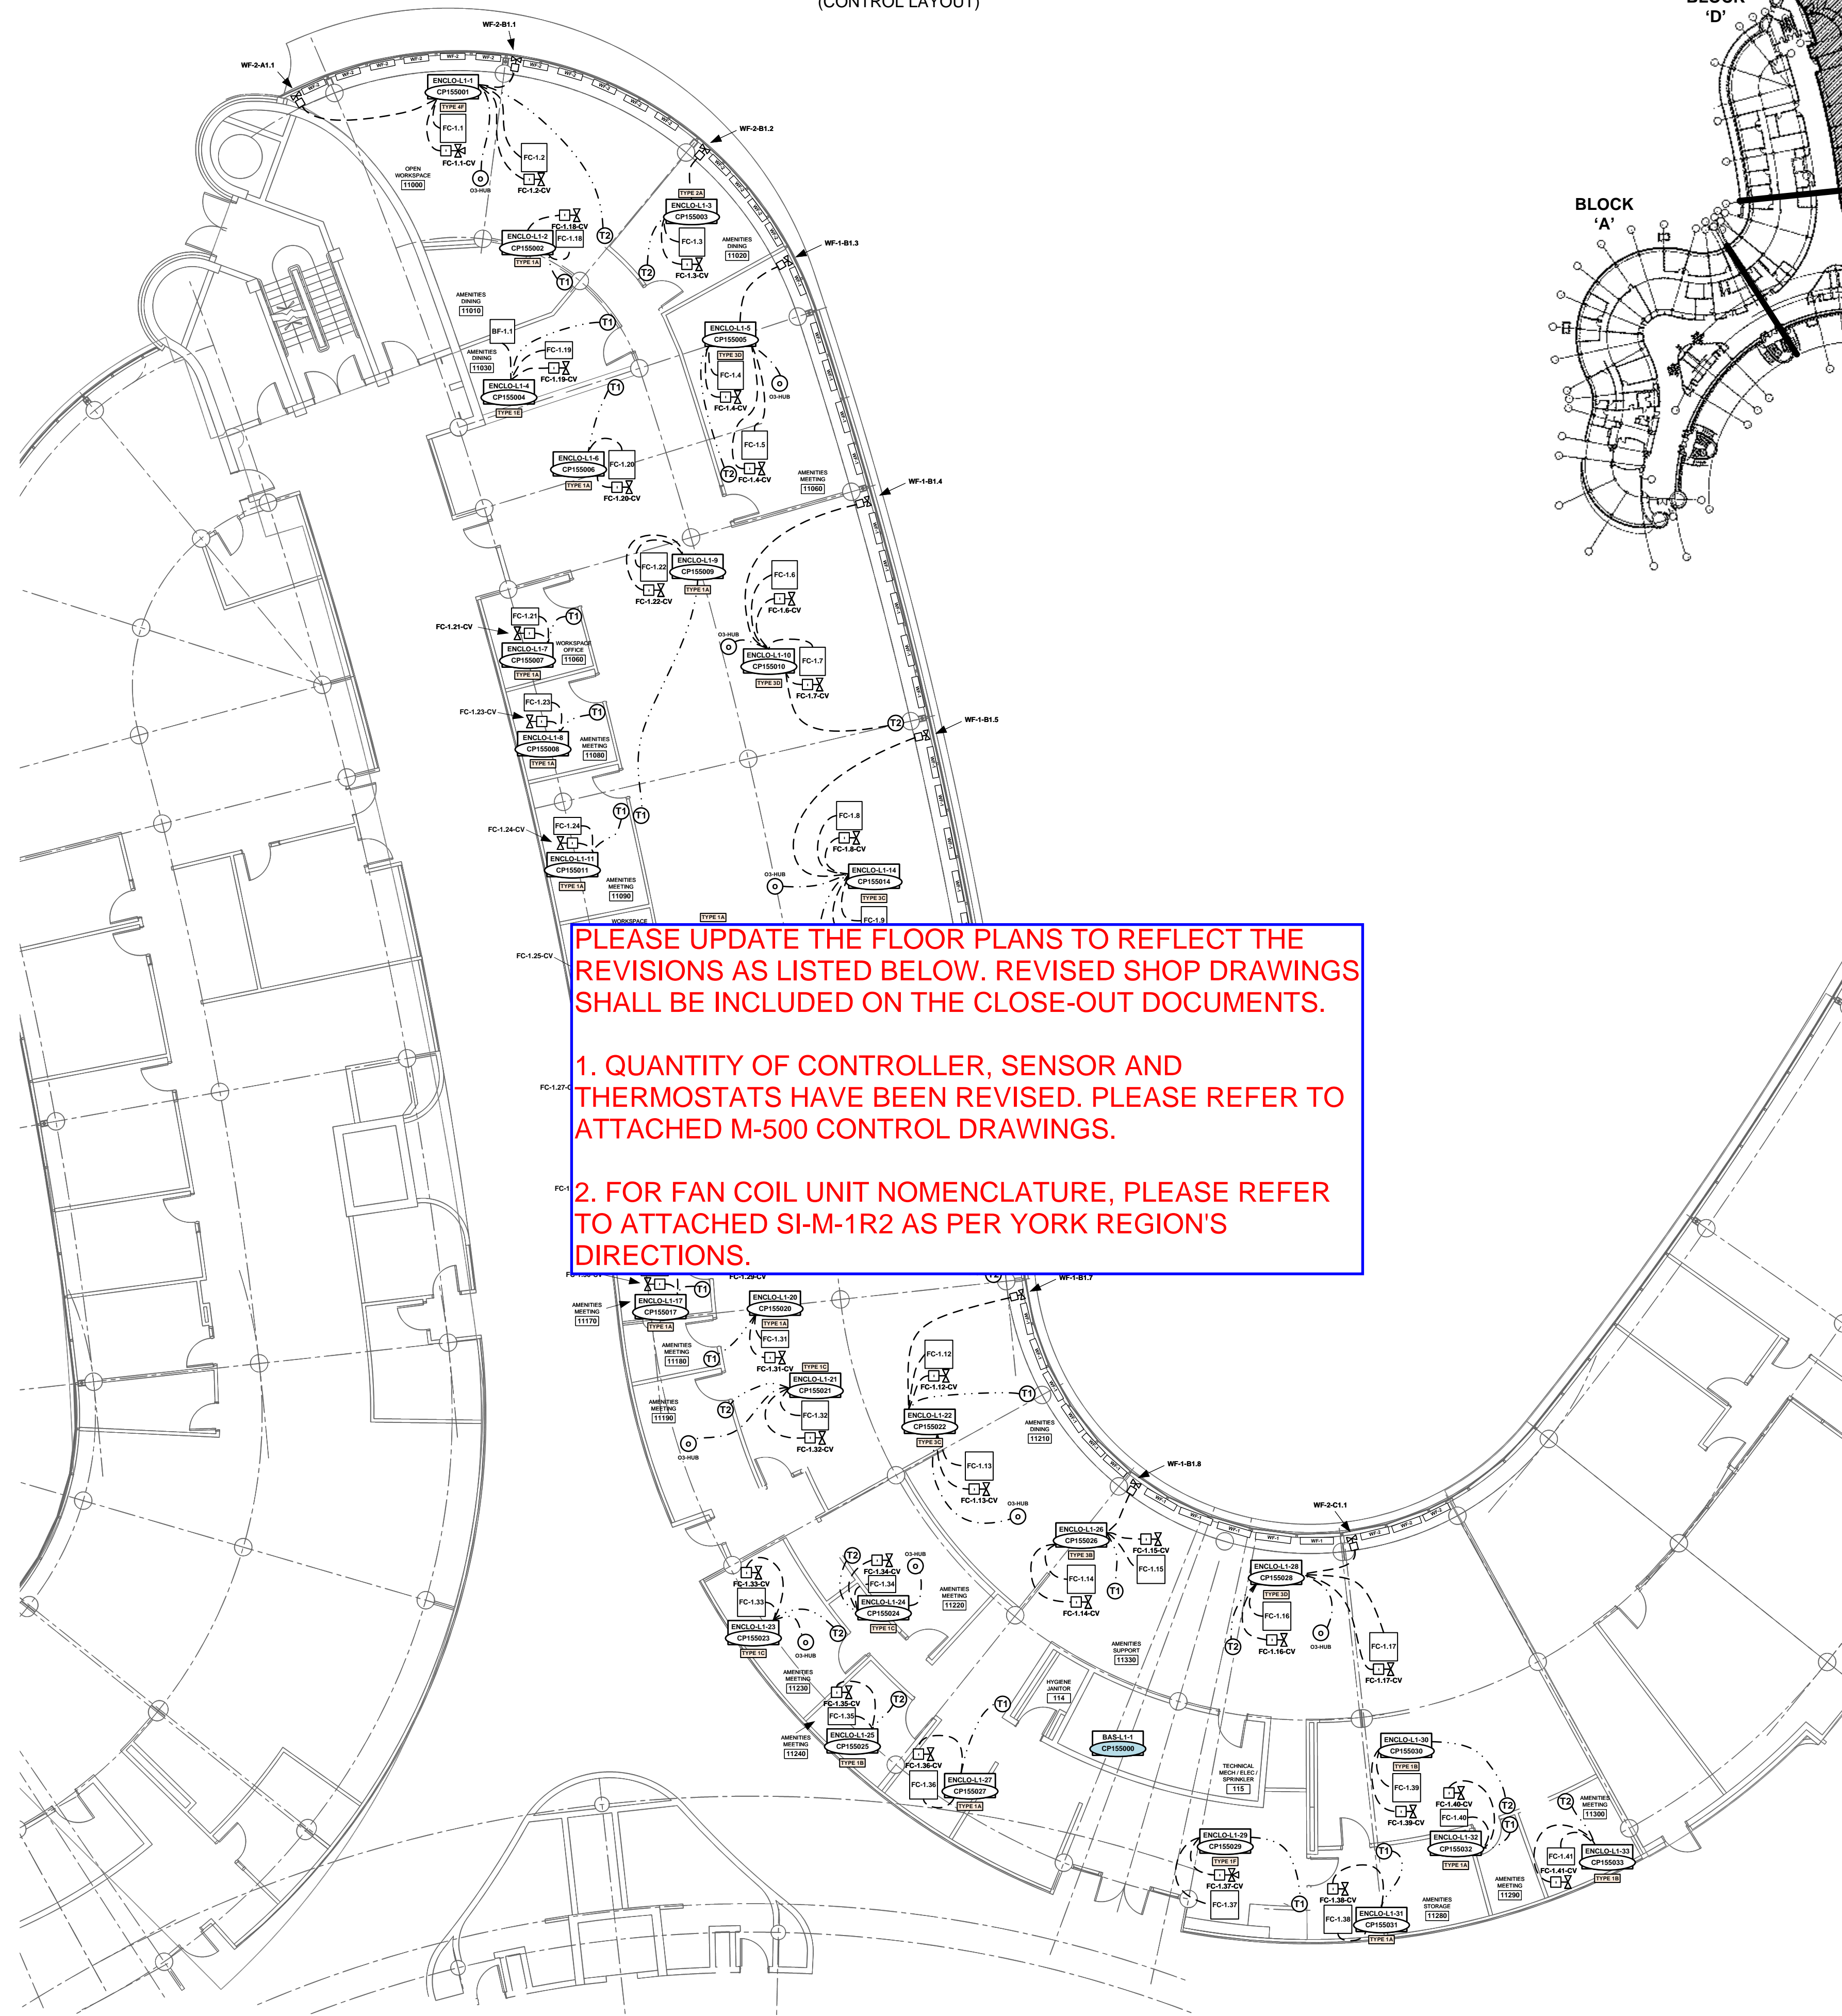 (CONTROL LAYOUT)
BLOCK
'D'
BLOCK
'A'
WF-2-B1.1
WF-2-A1.1
ENCLO-L1-1
CP155001
TYPE 4F
FC-1.1
FC-1.1-CV
OPEN
WORKSPACE
11000
O3-HUB
FC-1.2
FC-1.2-CV
WF-2-B1.2
TYPE 2A
ENCLO-L1-3
CP155003
FC-1.3
FC-1.3-CV
T2
T2
AMENITIES
DINING
11020
FC-1.18-CV
ENCLO-L1-2
CP155002
FC-1.18
TYPE 1A
T1
WF-1-B1.3
AMENITIES
DINING
11010
BF-1.1
T1
AMENITIES
DINING
11030
FC-1.19
FC-1.19-CV
ENCLO-L1-4
CP155004
TYPE 1E
T1
ENCLO-L1-5
CP155005
TYPE 3D
FC-1.4
FC-1.4-CV
O3-HUB
FC-1.5
FC-1.4-CV
T2
ENCLO-L1-6
CP155006
FC-1.20
TYPE 1A
FC-1.20-CV
AMENITIES
MEETING
11060
WF-1-B1.4
FC-1.22
ENCLO-L1-9
CP155009
TYPE 1A
FC-1.22-CV
FC-1.6
FC-1.6-CV
FC-1.21
T1
FC-1.21-CV
ENCLO-L1-7
CP155007
TYPE 1A
WORKSPACE
OFFICE
11060
O3-HUB
ENCLO-L1-10
CP155010
TYPE 3D
FC-1.7
FC-1.7-CV
FC-1.23
T1
FC-1.23-CV
ENCLO-L1-8
CP155008
TYPE 1A
AMENITIES
MEETING
11080
T2
WF-1-B1.5
T1
T1
FC-1.24
FC-1.24-CV
ENCLO-L1-11
CP155011
TYPE 1A
AMENITIES
MEETING
11090
FC-1.8
FC-1.8-CV
O3-HUB
ENCLO-L1-14
CP155014
TYPE 3C
FC-1.9
WORKSPACE
TYPE 1A
FC-1.25-CV
PLEASE UPDATE THE FLOOR PLANS TO REFLECT THE
REVISIONS AS LISTED BELOW. REVISED SHOP DRAWINGS
SHALL BE INCLUDED ON THE CLOSE-OUT DOCUMENTS.
1. QUANTITY OF CONTROLLER, SENSOR AND
THERMOSTATS HAVE BEEN REVISED. PLEASE REFER TO
ATTACHED M-500 CONTROL DRAWINGS.
2. FOR FAN COIL UNIT NOMENCLATURE, PLEASE REFER
TO ATTACHED SI-M-1R2 AS PER YORK REGION'S
DIRECTIONS.
FC-1.29-CV
T2
WF-1-B1.7
T1
AMENITIES
MEETING
11170
ENCLO-L1-17
CP155017
TYPE 1A
ENCLO-L1-20
CP155020
TYPE 1A
FC-1.31
FC-1.31-CV
T1
AMENITIES
MEETING
11180
TYPE 1C
ENCLO-L1-21
CP155021
FC-1.32
FC-1.32-CV
T2
AMENITIES
MEETING
11190
O3-HUB
FC-1.12
FC-1.12-CV
T1
ENCLO-L1-22
CP155022
TYPE 3C
FC-1.13
FC-1.13-CV
O3-HUB
AMENITIES
DINING
11210
WF-1-B1.8
WF-2-C1.1
ENCLO-L1-26
CP155026
TYPE 3B
FC-1.15-CV
FC-1.15
FC-1.14
FC-1.14-CV
T1
ENCLO-L1-28
CP155028
TYPE 3D
FC-1.16
FC-1.16-CV
T2
O3-HUB
FC-1.17
FC-1.17-CV
FC-1.33-CV
FC-1.33
ENCLO-L1-23
CP155023
TYPE 1C
O3-HUB
T2
T2
FC-1.34-CV
FC-1.34
O3-HUB
ENCLO-L1-24
CP155024
TYPE 1C
AMENITIES
MEETING
11220
AMENITIES
MEETING
11230
FC-1.35-CV
FC-1.35
T2
ENCLO-L1-25
CP155025
TYPE 1B
AMENITIES
MEETING
11240
FC-1.36-CV
FC-1.36
T1
ENCLO-L1-27
CP155027
TYPE 1A
AMENITIES
SUPPORT
11330
HYGIENE
JANITOR
114
BAS-L1-1
CP155000
TECHNICAL
MECH / ELEC /
SPRINKLER
115
ENCLO-L1-30
CP155030
TYPE 1B
FC-1.39
FC-1.39-CV
FC-1.40-CV
FC-1.40
T2
T1
ENCLO-L1-32
CP155032
TYPE 1A
T2
AMENITIES
MEETING
11300
FC-1.41
FC-1.41-CV
ENCLO-L1-33
CP155033
TYPE 1B
AMENITIES
MEETING
11290
AMENITIES
STORAGE
11280
ENCLO-L1-29
CP155029
TYPE 1F
FC-1.37-CV
FC-1.37
T1
T1
FC-1.38-CV
FC-1.38
ENCLO-L1-31
CP155031
TYPE 1A